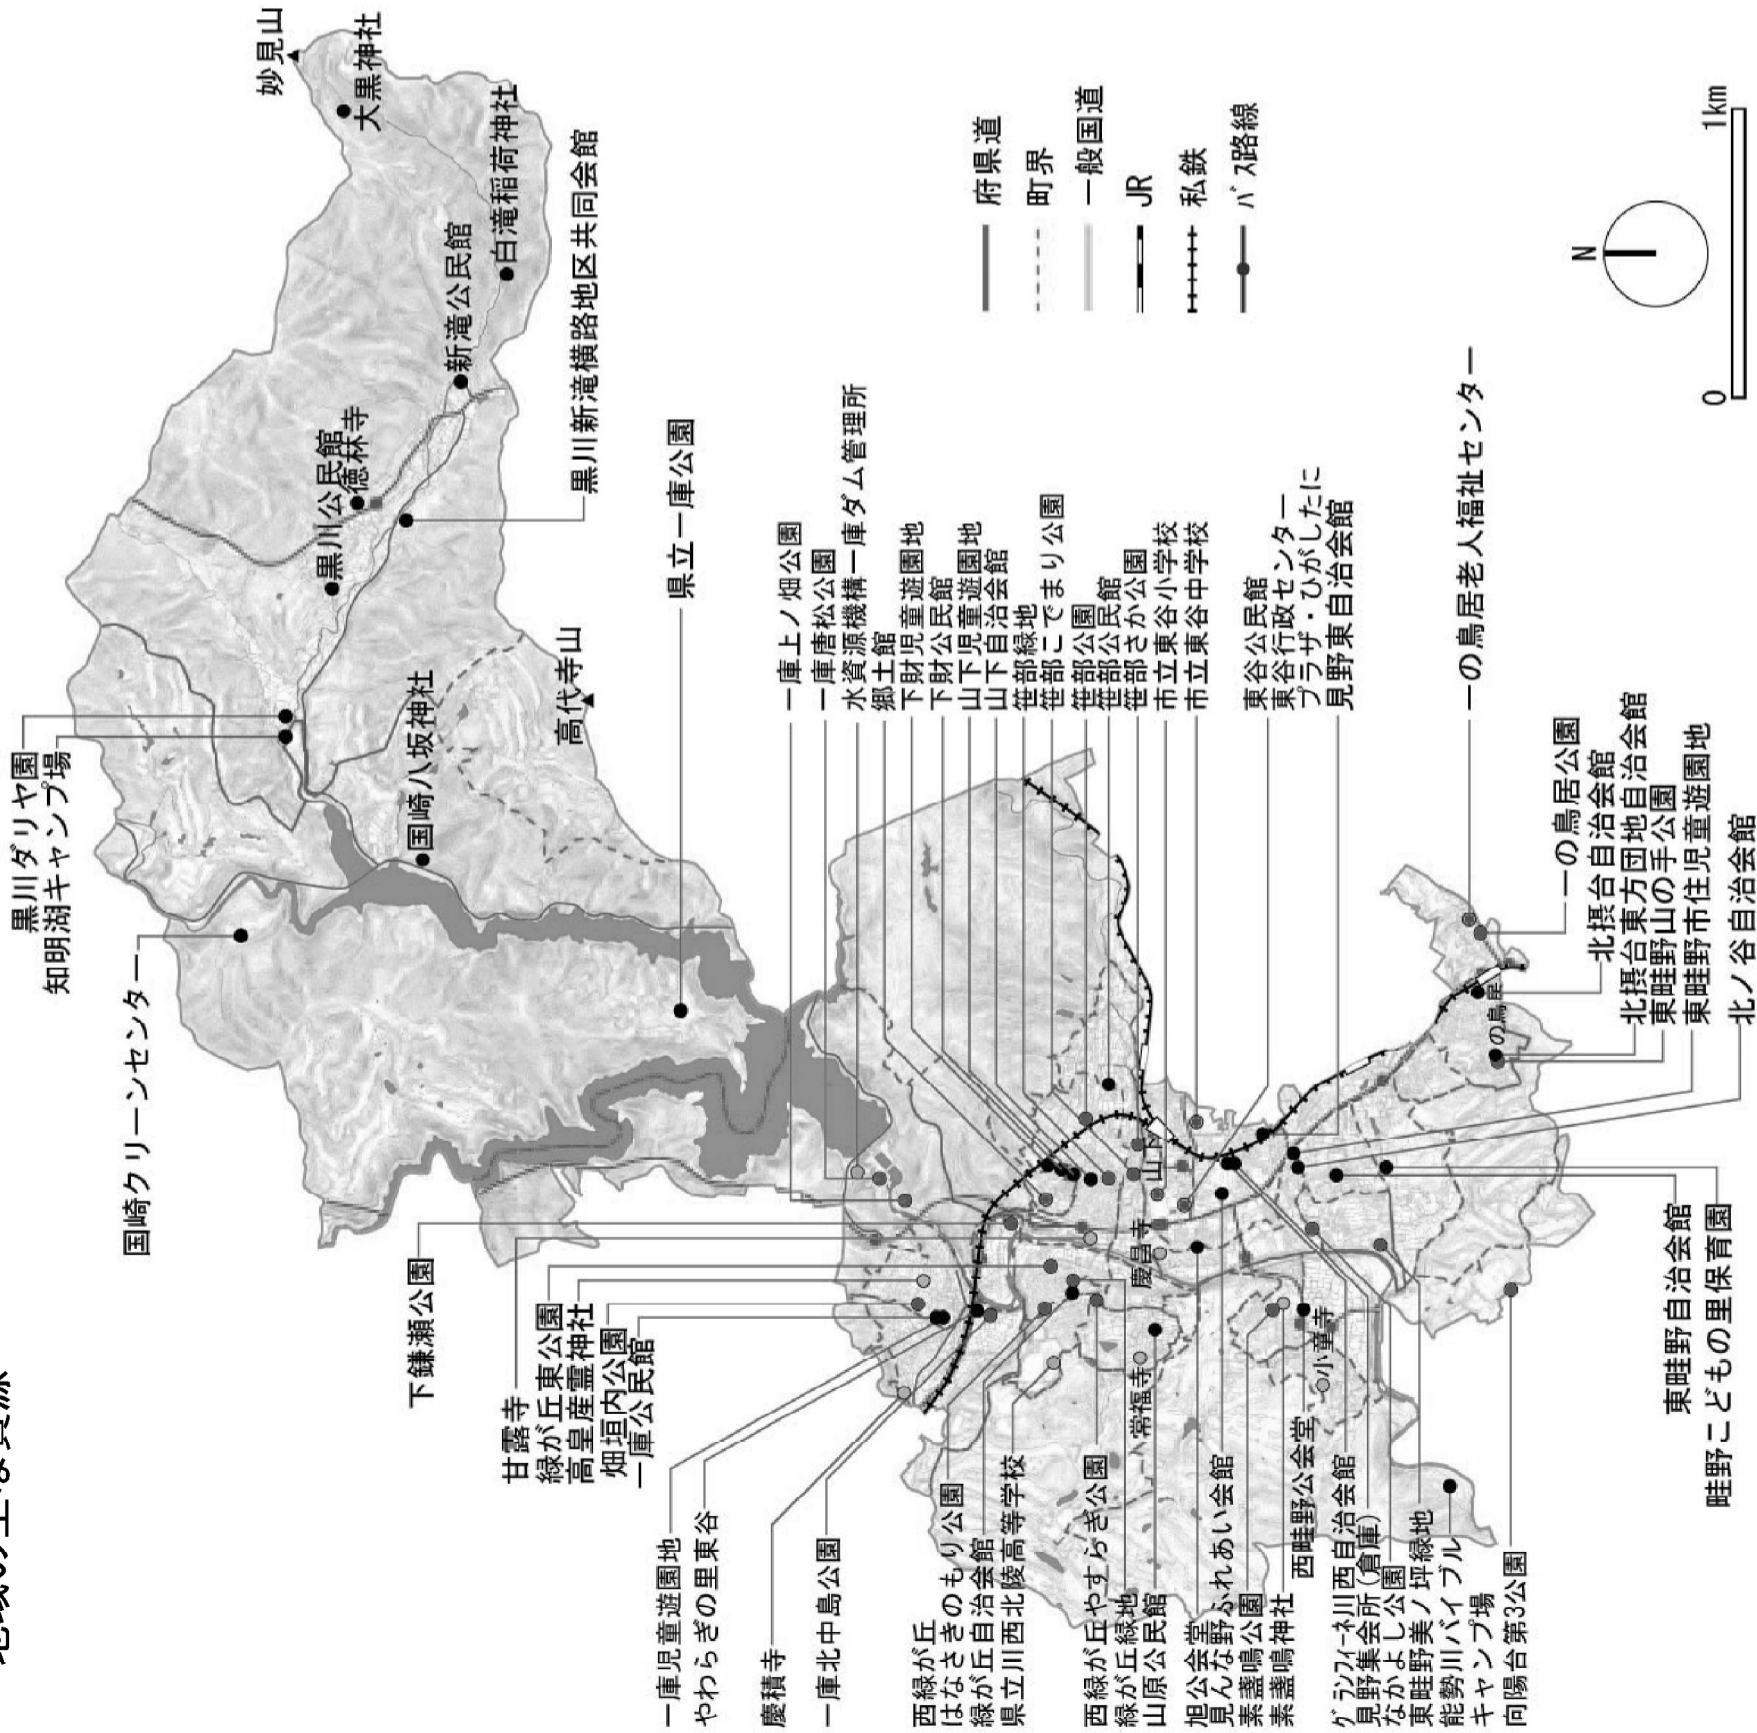 地域の主な資源
妙見山
大黒神社
白滝稲荷神社
新滝公民館
黒川新滝横路地区共同会館
徳林寺
黒川公民館
県立一庫公園
高代寺山
国崎八坂神社
黒川ダリヤ園
知明湖キャンプ場
国崎クリーンセンター
府県道
町界
一般国道
JR
私鉄
バス路線
N
0
1km
一庫上ノ畑公園
一庫唐松公園
水資源機構一庫ダム管理所
郷土館
下財児童遊園地
下財公民館
山下児童遊園地
山下自治会館
笹部緑地
笹部こでまり公園
笹部公園
笹部公民館
笹部さかか公園
市立東谷小学校
市立東谷中学校
東谷公民館
東谷行政センター
プラザ・ひがしたに
見野東自治会館
一の鳥居老人福祉センター
一の鳥居公園
北摂台自治会館
北摂台東方団地自治会館
東畦野山の手公園
東畦野市住児童遊園地
北ノ谷自治会館
の鳥居
山下
慶昌寺
常福寺
小童寺
下鎌瀬公園
甘露寺
緑が丘東公園
高皇産霊神社
畑垣内公園
一庫公民館
一庫児童遊園地
やわらぎの里東谷
慶積寺
一庫北中島公園
西緑が丘
はなさきのもり公園
緑が丘自治会館
県立川西北陵高等学校
西緑が丘やすらぎ公園
緑が丘緑地
山原公民館
旭公会堂
見んな野ふれあい会館
素盞鳴公園
素盞鳴神社
西畦野公会堂
グランフィーネ川西自治会館
見野集会所(倉庫)
なかよし公園
東畦野美ノ坪緑地
能勢川バイブル
キャンプ場
向陽台第3公園
東畦野自治会館
畦野こどもの里保育園